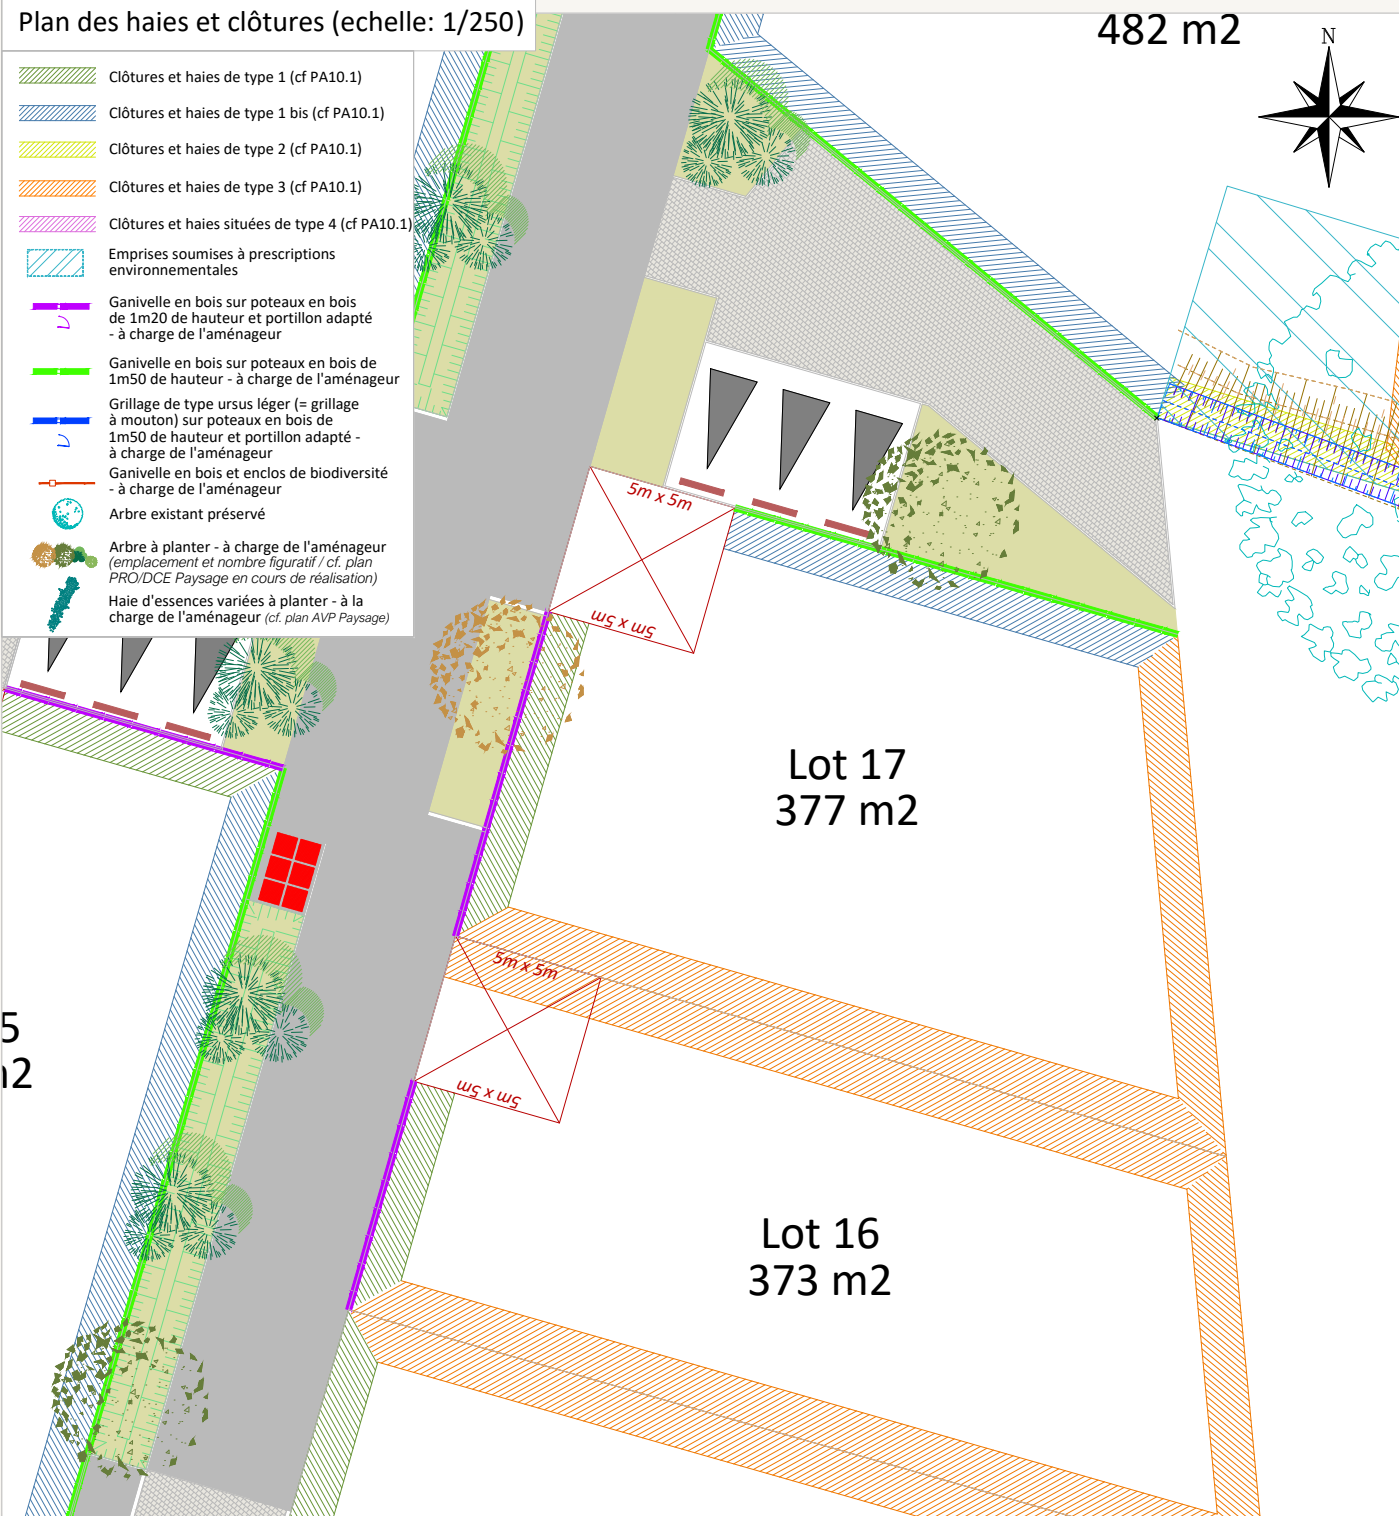 Plan des haies et clôtures (echelle: 1/250)
482 m2
N
Clôtures et haies de type 1 (cf PA10.1)
Clôtures et haies de type 1 bis (cf PA10.1)
Clôtures et haies de type 2 (cf PA10.1)
Clôtures et haies de type 3 (cf PA10.1)
Clôtures et haies situées de type 4 (cf PA10.1)
Emprises soumises à prescriptions
environnementales
Ganivelle en bois sur poteaux en bois
de 1m20 de hauteur et portillon adapté
- à charge de l'aménageur
Ganivelle en bois sur poteaux en bois de
1m50 de hauteur - à charge de l'aménageur
Grillage de type ursus léger (= grillage
à mouton) sur poteaux en bois de
1m50 de hauteur et portillon adapté -
à charge de l'aménageur
Ganivelle en bois et enclos de biodiversité
- à charge de l'aménageur
Arbre existant préservé
Arbre à planter - à charge de l'aménageur
(emplacement et nombre figuratif / cf. plan
PRO/DCE Paysage en cours de réalisation)
Haie d'essences variées à planter - à la
charge de l'aménageur (cf. plan AVP Paysage)
5m x 5m
5m x 5m
Lot 17
377 m2
5m x 5m
5m x 5m
5
m2
Lot 16
373 m2